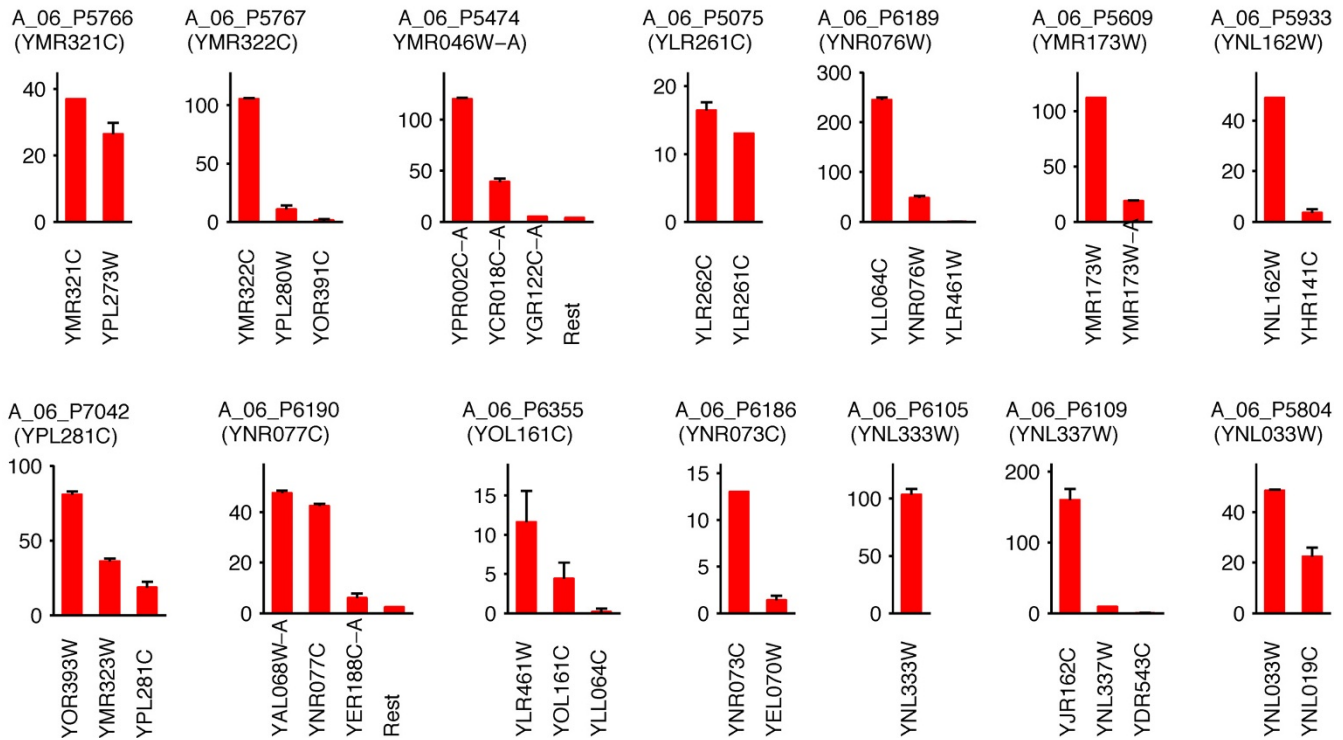 A_06_P5766
(YMR321C)
40
20
0
YMR321C
YPL273W
A_06_P5767
(YMR322C)
100
50
0
YMR322C
YPL280W
YOR391C
A_06_P5474
YMR046W−A)
100
50
0
YPR002C−A
YCR018C−A
YGR122C−A
Rest
A_06_P5075
(YLR261C)
20
10
0
YLR262C
YLR261C
A_06_P6189
(YNR076W)
300
200
100
0
YLL064C
YNR076W
YLR461W
A_06_P5609
(YMR173W)
100
50
0
YMR173W
YMR173W−A
A_06_P5933
(YNL162W)
40
20
0
YNL162W
YHR141C
A_06_P7042
(YPL281C)
100
50
0
YOR393W
YMR323W
YPL281C
A_06_P6190
(YNR077C)
40
20
0
YAL068W−A
YNR077C
YER188C−A
Rest
A_06_P6355
(YOL161C)
15
10
5
0
YLR461W
YOL161C
YLL064C
A_06_P6186
(YNR073C)
15
10
5
0
YNR073C
YEL070W
A_06_P6105
(YNL333W)
100
50
0
YNL333W
A_06_P6109
(YNL337W)
200
100
0
YJR162C
YNL337W
YDR543C
A_06_P5804
(YNL033W)
40
20
0
YNL033W
YNL019C